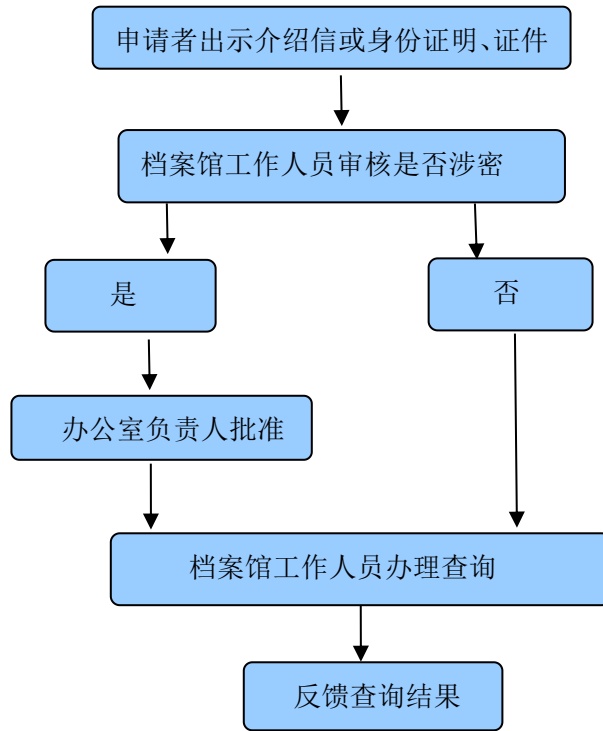 申请者出示介绍信或身份证明、证件
档案馆工作人员审核是否涉密
是
否
办公室负责人批准
档案馆工作人员办理查询
反馈查询结果